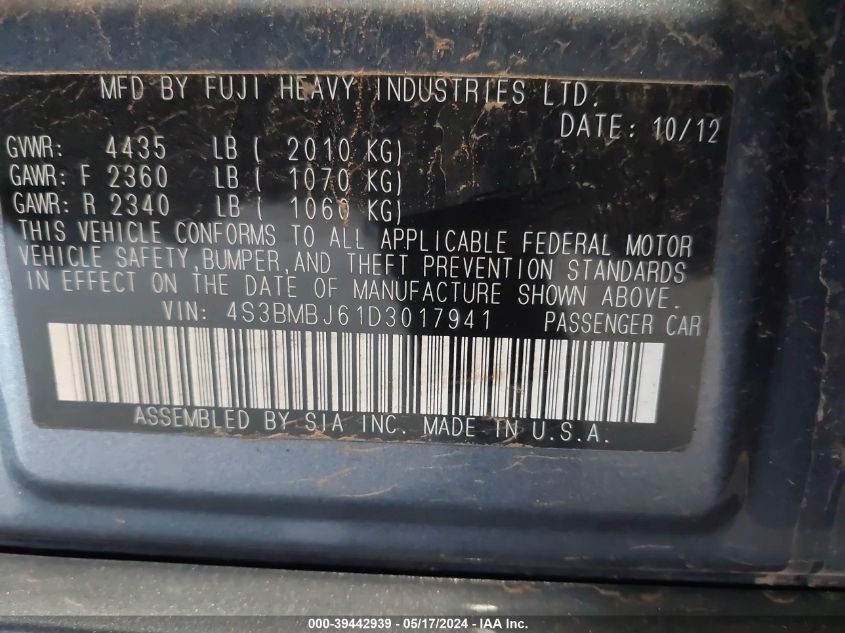 MFD BY FUJI HEAVY INDUSTRIES LTD.
DATE: 10/12
GVWR: 4435 LB ( 2010 KG)
GAWR: F 2360 LB ( 1070 KG)
GAWR: R 2340 LB ( 1060 KG)
THIS VEHICLE CONFORMS TO ALL APPLICABLE FEDERAL MOTOR
VEHICLE SAFETY, BUMPER, AND THEFT PREVENTION STANDARDS
IN EFFECT ON THE DATE OF MANUFACTURE SHOWN ABOVE.
VIN: 4S3BMBJ61D3017941 PASSENGER CAR
ASSEMBLED BY SIA INC. MADE IN U.S.A.
000-39442939 - 05/17/2024 - IAA Inc.